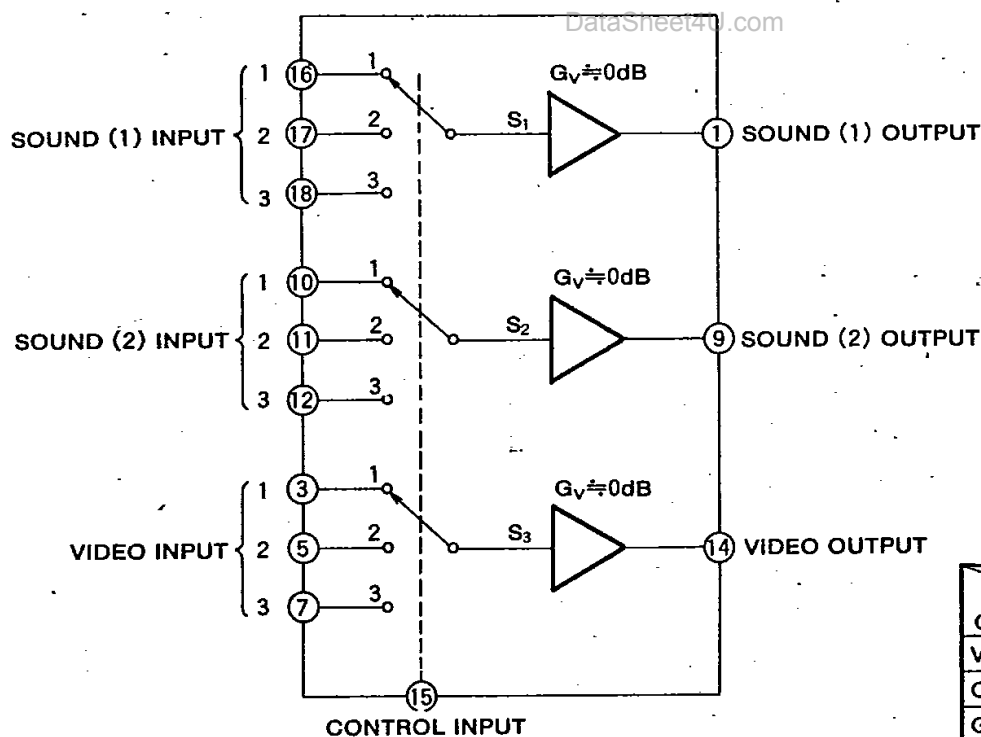 DataSheet4U.com
1 16 1
SOUND (1) INPUT 2 17 2
3 18 3
S1
Gv≒0dB
1 SOUND (1) OUTPUT
1 10 1
SOUND (2) INPUT 2 11 2
3 12 3
S2
Gv≒0dB
9 SOUND (2) OUTPUT
1 3 1
VIDEO INPUT 2 5 2
3 7 3
S3
Gv≒0dB
14 VIDEO OUTPUT
15
CONTROL INPUT